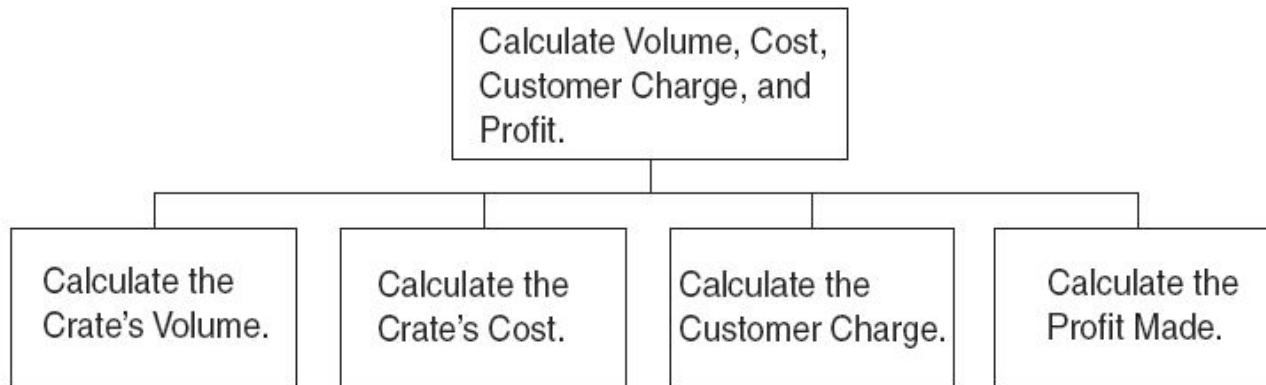 Calculate Volume, Cost,
Customer Charge, and
Profit.
Calculate the
Crate’s Volume.
Calculate the
Crate’s Cost.
Calculate the
Customer Charge.
Calculate the
Profit Made.